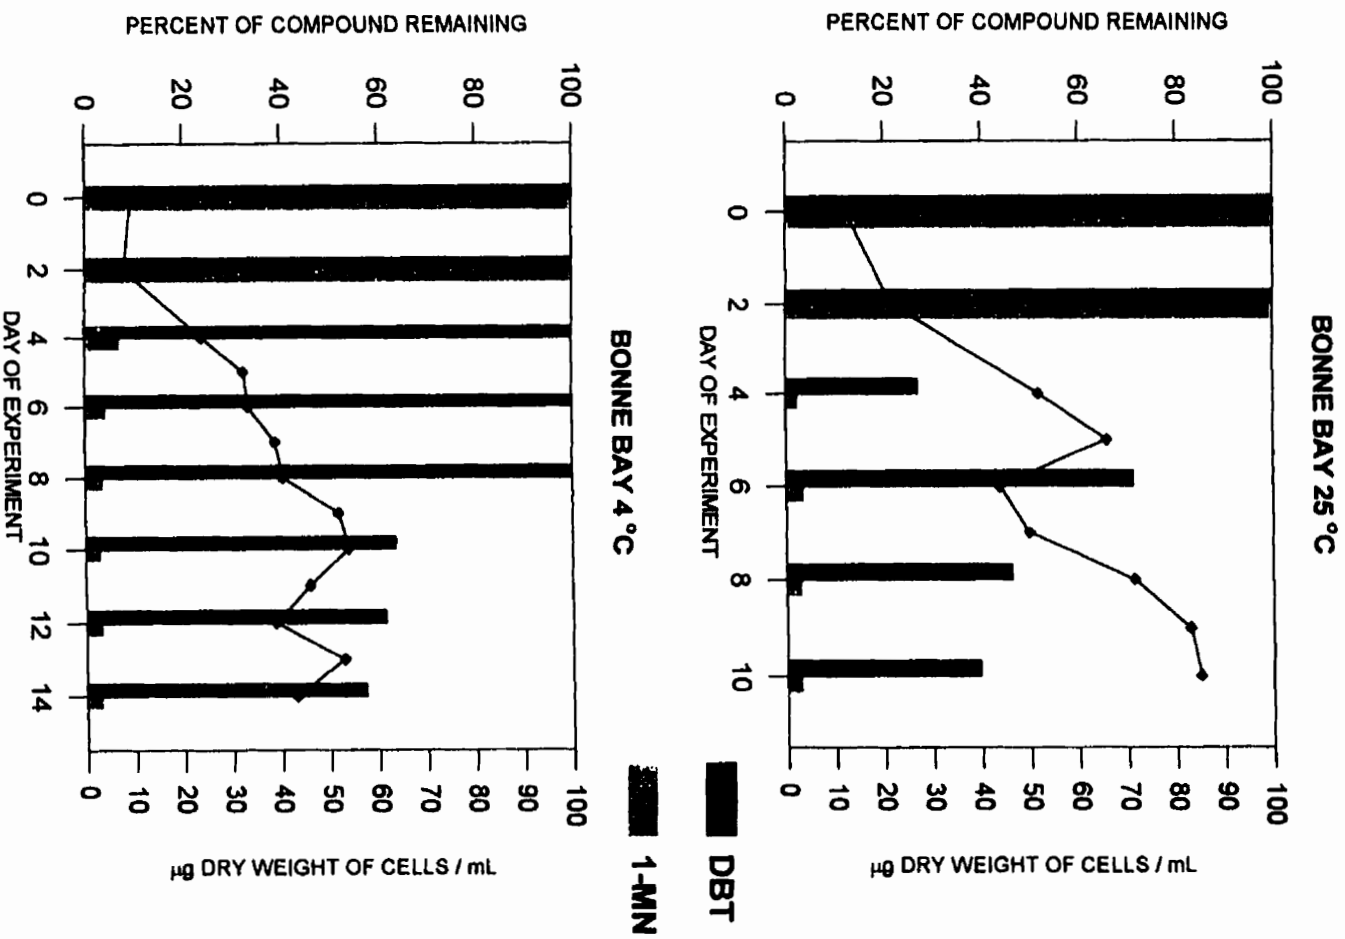 BONNE BAY 25 °C
PERCENT OF COMPOUND REMAINING
100
80
60
40
20
0
0 2 4 6 8 10
DAY OF EXPERIMENT
100
90
80
70
60
50
40
30
20
10
0
µg DRY WEIGHT OF CELLS / mL
DBT
1-MN
BONNE BAY 4 °C
PERCENT OF COMPOUND REMAINING
100
80
60
40
20
0
0 2 4 6 8 10 12 14
DAY OF EXPERIMENT
100
90
80
70
60
50
40
30
20
10
0
µg DRY WEIGHT OF CELLS / mL